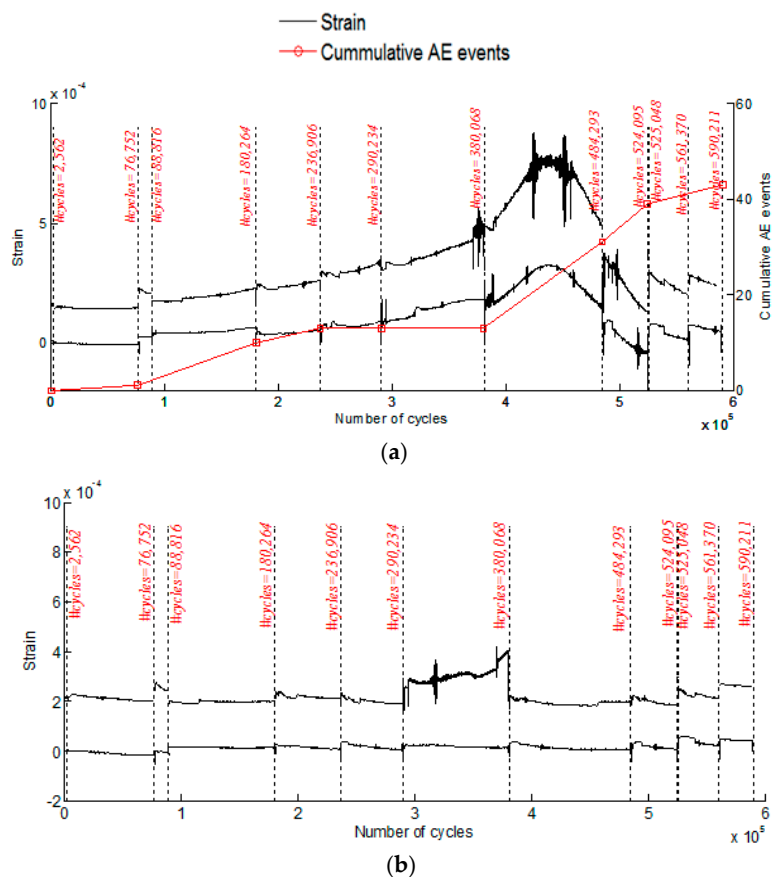 Strain
Cummulative AE events
x 10⁻⁴
10
5
0
Strain
#cycles=2,562
#cycles=76,752
#cycles=88,816
#cycles=180,264
#cycles=236,906
#cycles=290,234
#cycles=380,068
#cycles=484,293
#cycles=524,095
#cycles=525,048
#cycles=561,370
#cycles=590,211
60
40
20
0
Cumulative AE events
0 1 2 3 4 5 6
Number of cycles
x 10⁵
(a)
x 10⁻⁴
10
8
6
4
2
0
-2
Strain
#cycles=2,562
#cycles=76,752
#cycles=88,816
#cycles=180,264
#cycles=236,906
#cycles=290,234
#cycles=380,068
#cycles=484,293
#cycles=524,095
#cycles=525,048
#cycles=561,370
#cycles=590,211
0 1 2 3 4 5 6
Number of cycles
x 10⁵
(b)